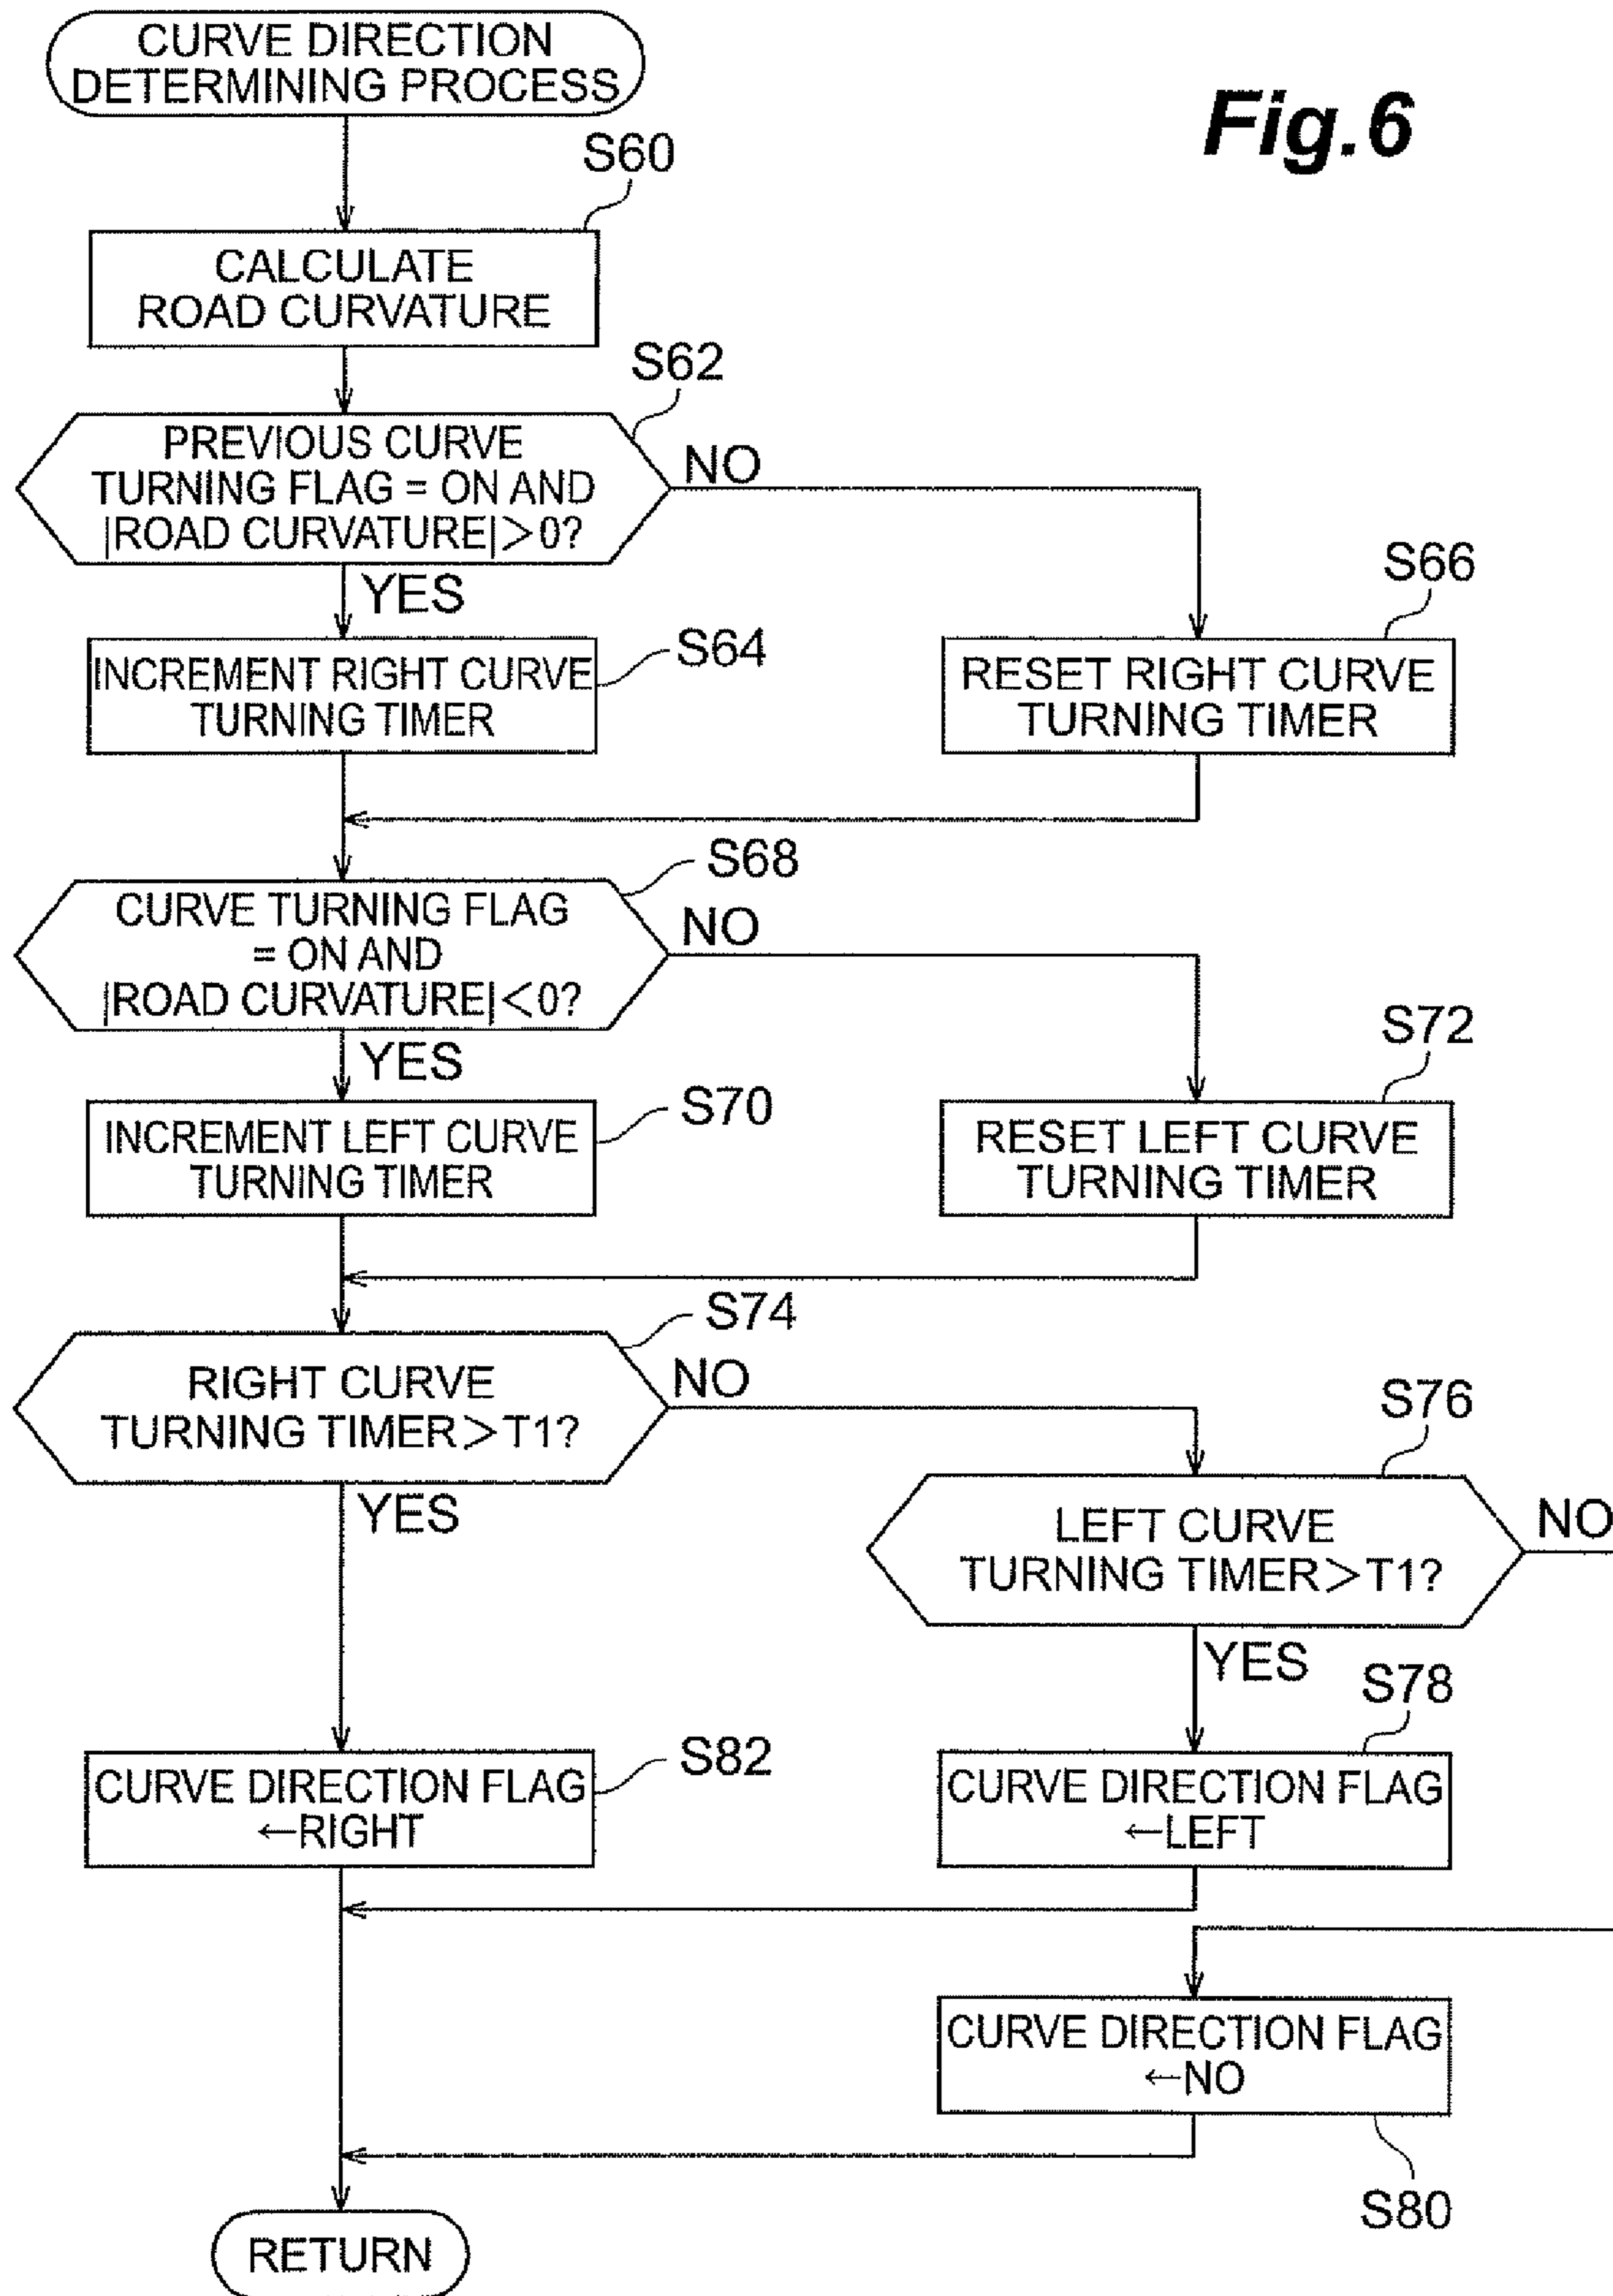 CURVE DIRECTION
DETERMINING PROCESS
Fig.6
S60
CALCULATE
ROAD CURVATURE
S62
PREVIOUS CURVE
TURNING FLAG = ON AND
|ROAD CURVATURE|>0?
NO
YES
S64
INCREMENT RIGHT CURVE
TURNING TIMER
S66
RESET RIGHT CURVE
TURNING TIMER
S68
CURVE TURNING FLAG
= ON AND
|ROAD CURVATURE|<0?
NO
YES
S70
INCREMENT LEFT CURVE
TURNING TIMER
S72
RESET LEFT CURVE
TURNING TIMER
S74
RIGHT CURVE
TURNING TIMER>T1?
NO
YES
S76
LEFT CURVE
TURNING TIMER>T1?
NO
YES
S82
CURVE DIRECTION FLAG
←RIGHT
S78
CURVE DIRECTION FLAG
←LEFT
CURVE DIRECTION FLAG
←NO
S80
RETURN